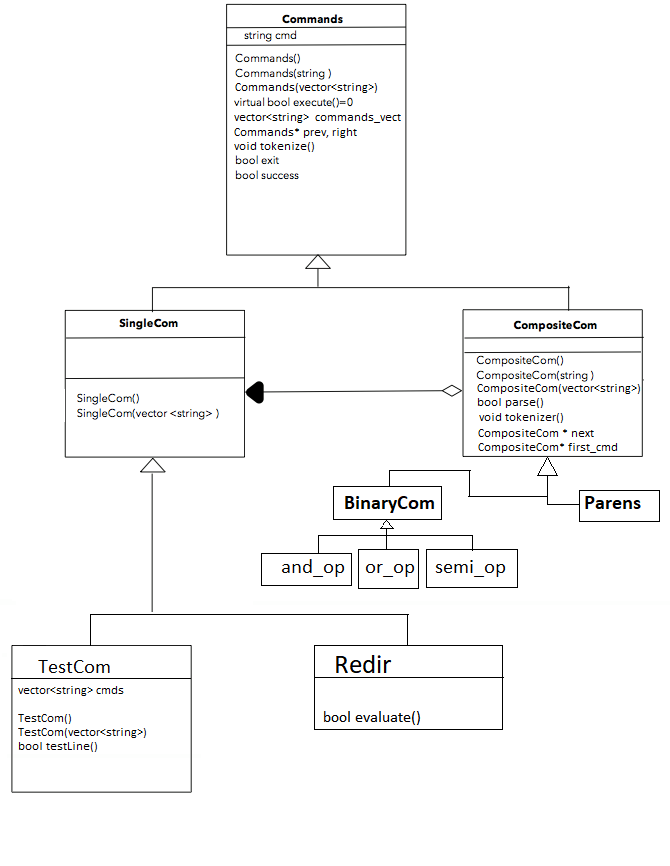 Commands
string cmd
Commands()
Commands(string )
Commands(vector<string>)
virtual bool execute()=0
vector<string> commands_vect
Commands* prev, right
void tokenize()
bool exit
bool success
SingleCom
SingleCom()
SingleCom(vector <string> )
CompositeCom
CompositeCom()
CompositeCom(string )
CompositeCom(vector<string>)
bool parse()
void tokenizer()
CompositeCom * next
CompositeCom* first_cmd
BinaryCom
Parens
and_op
or_op
semi_op
TestCom
vector<string> cmds
TestCom()
TestCom(vector<string>)
bool testLine()
Redir
bool evaluate()